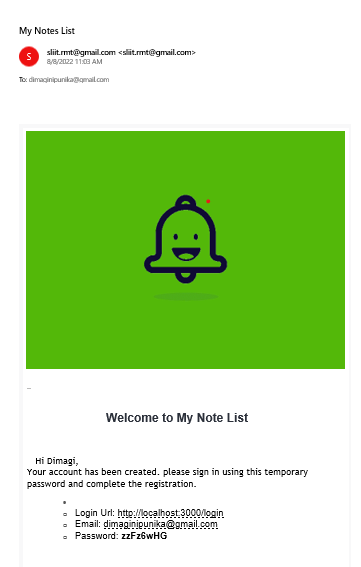 My Notes List
S
sliit.rmt@gmail.com <sliit.rmt@gmail.com>
8/8/2022 11:03 AM
To: dimaginipunika@gmail.com
Welcome to My Note List
Hi Dimagi,
Your account has been created. please sign in using this temporary
password and complete the registration.
Login Url: http://localhost:3000/login
Email: dimaginipunika@gmail.com
Password: zzFz6wHG